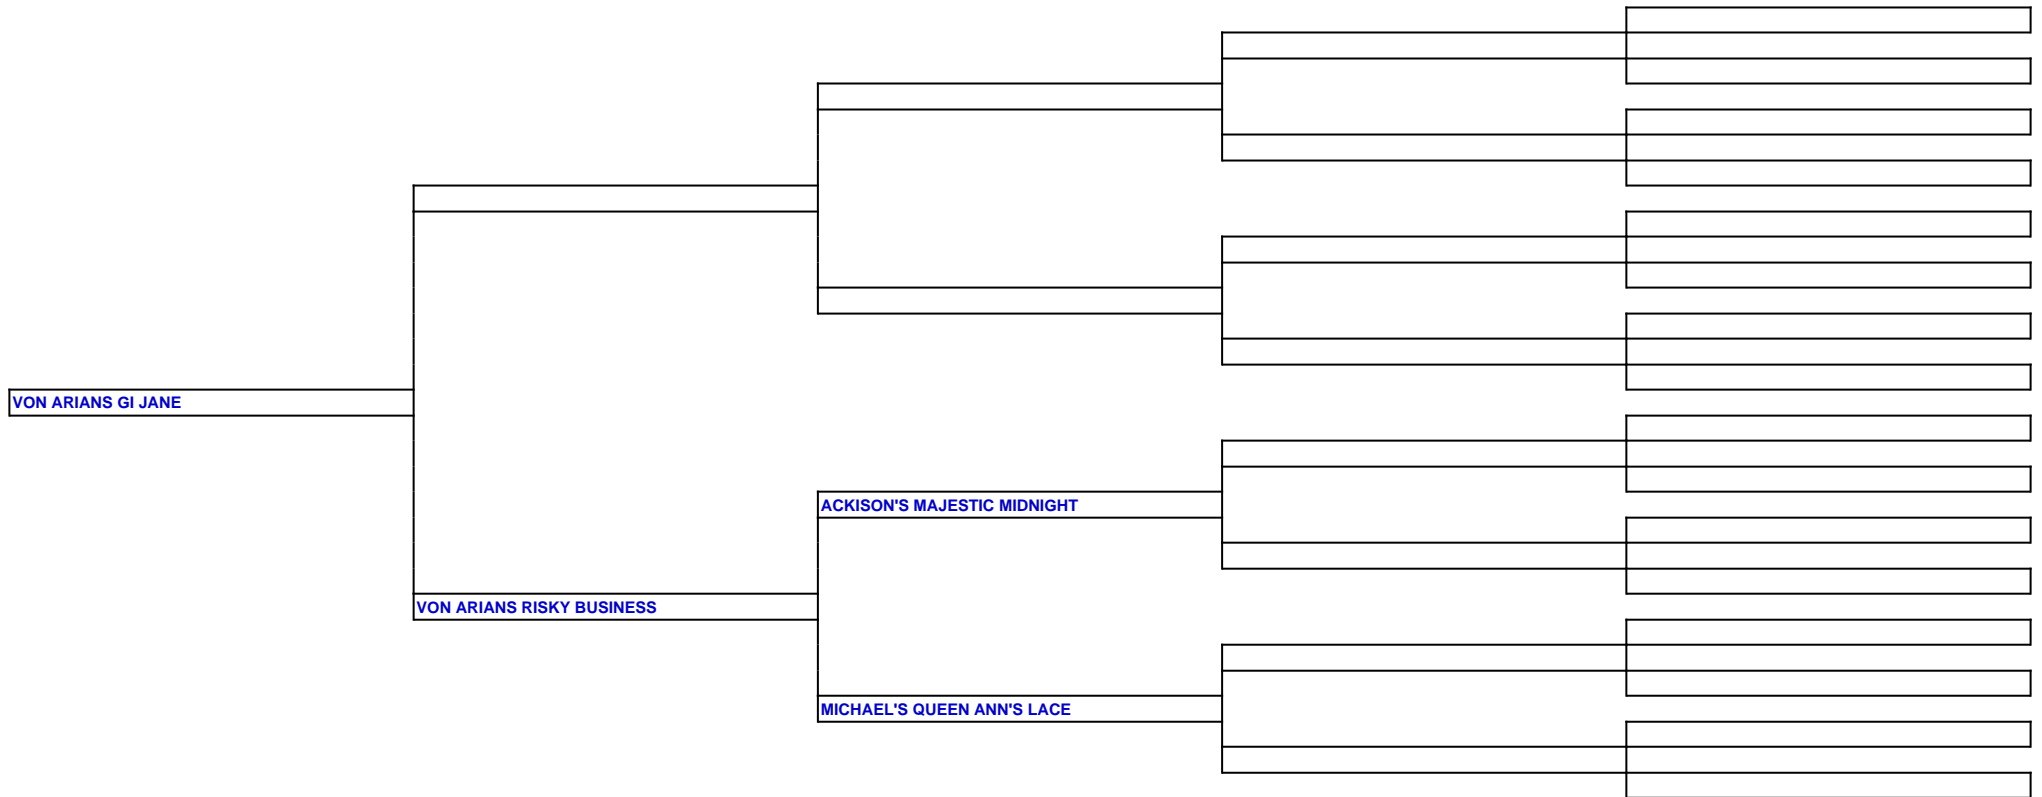 VON ARIANS GI JANE
ACKISON'S MAJESTIC MIDNIGHT
VON ARIANS RISKY BUSINESS
MICHAEL'S QUEEN ANN'S LACE